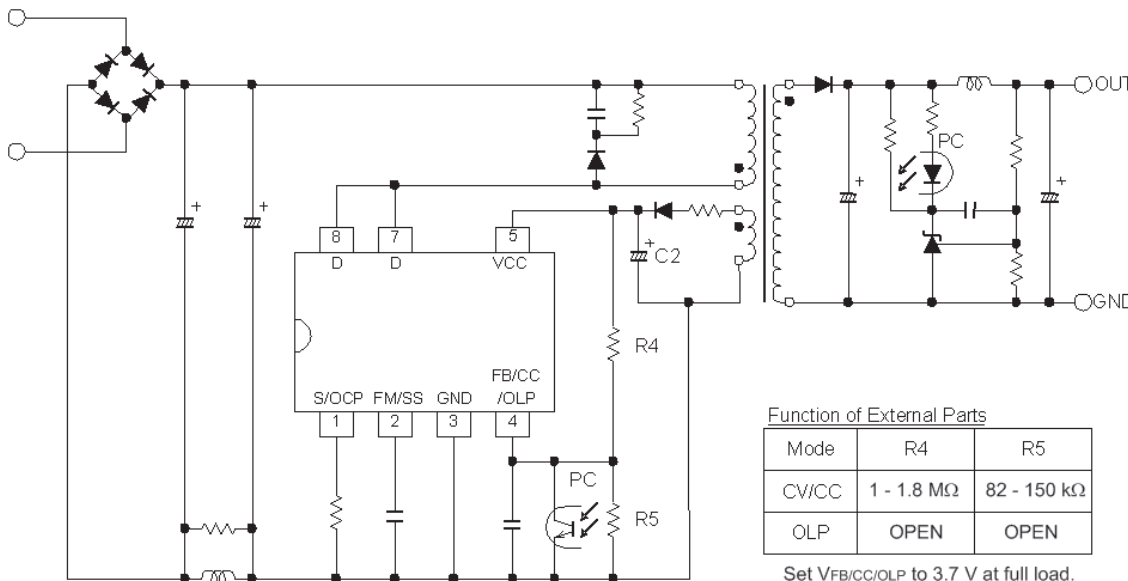 OUT
PC
+
+
+
+
8
7
5
D
D
VCC
+
C2
GND
R4
FB/CC
S/OCP FM/SS GND /OLP
1 2 3 4
PC
R5
Function of External Parts
Mode R4 R5
CV/CC 1 - 1.8 MΩ 82 - 150 kΩ
OLP OPEN OPEN
Set VFB/CC/OLP to 3.7 V at full load.